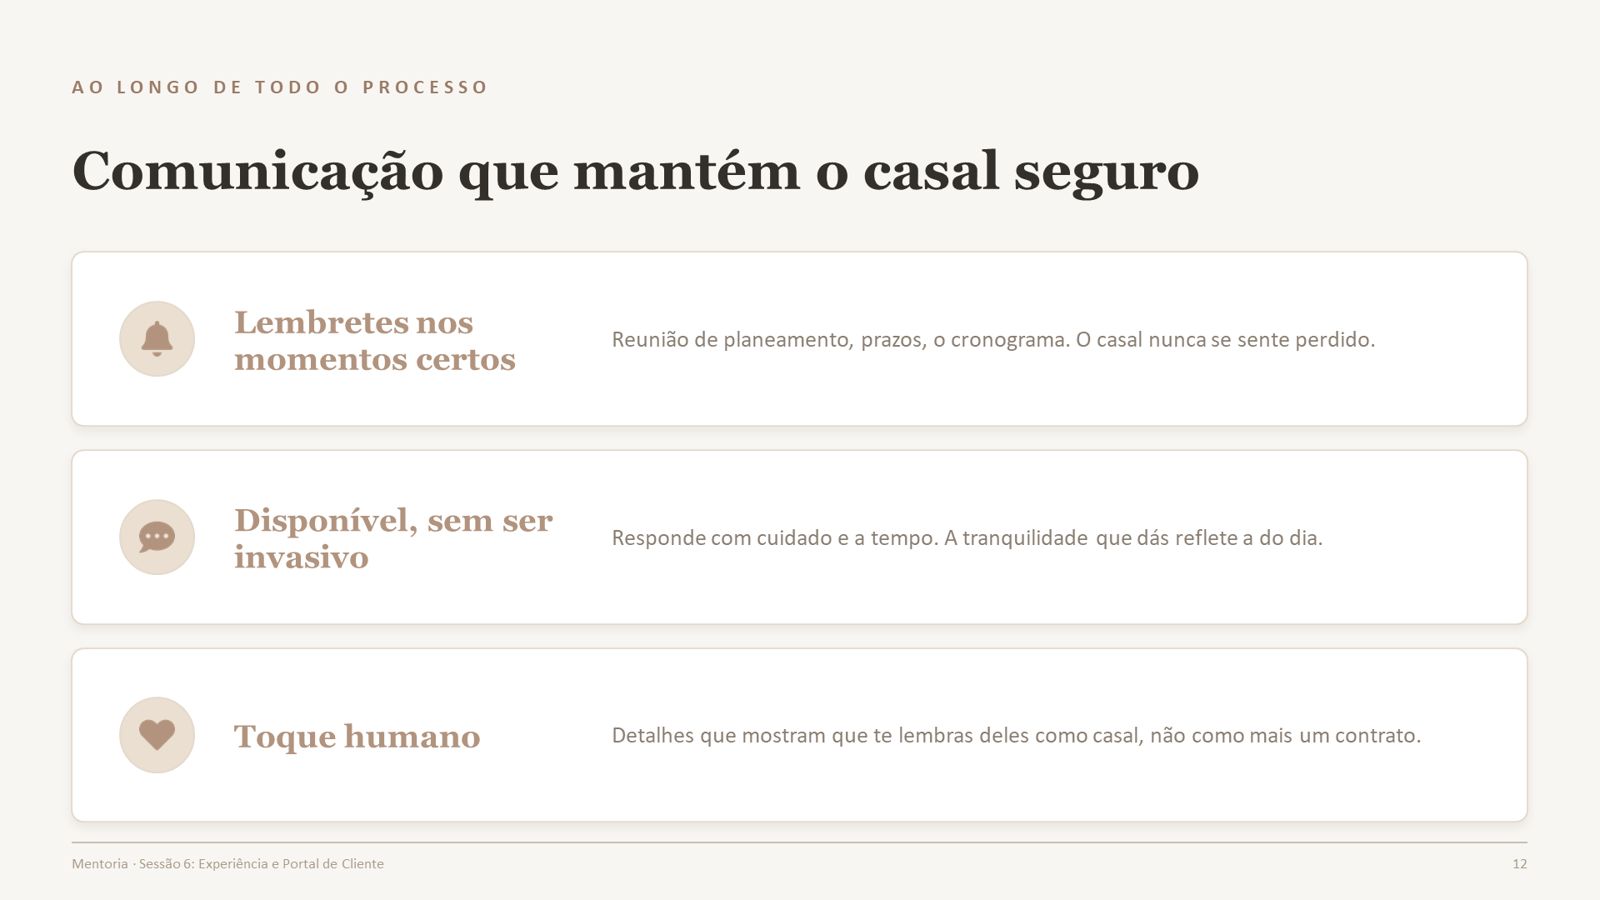 AO LONGO DE TODO O PROCESSO
Comunicação que mantém o casal seguro
Lembretes nos
momentos certos
Reunião de planeamento, prazos, o cronograma. O casal nunca se sente perdido.
Disponível, sem ser
invasivo
Responde com cuidado e a tempo. A tranquilidade que dás reflete a do dia.
Toque humano
Detalhes que mostram que te lembras deles como casal, não como mais um contrato.
Mentoria · Sessão 6: Experiência e Portal de Cliente
12